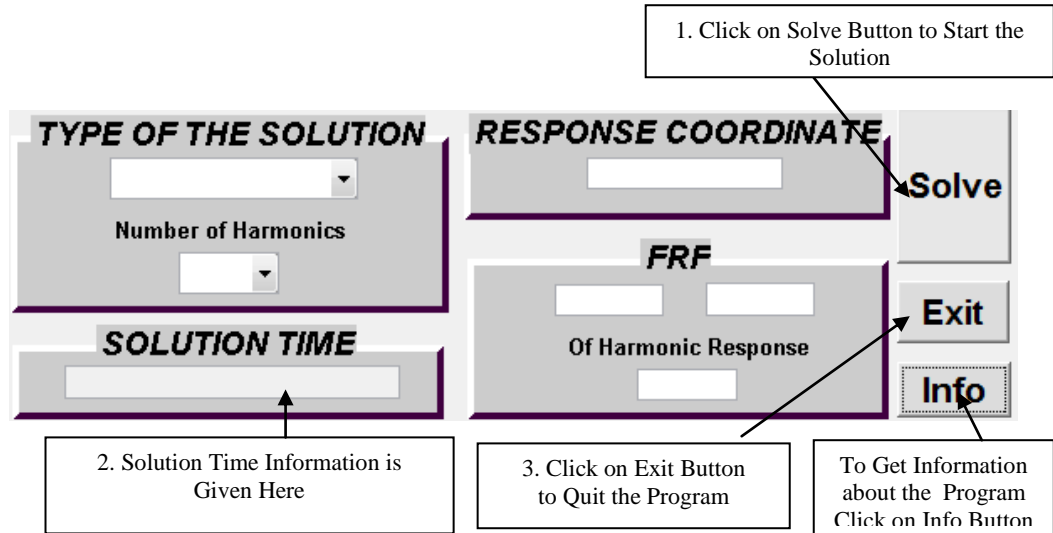 1. Click on Solve Button to Start the
Solution
TYPE OF THE SOLUTION
Number of Harmonics
SOLUTION TIME
RESPONSE COORDINATE
FRF
Of Harmonic Response
Solve
Exit
Info
2. Solution Time Information is
Given Here
3. Click on Exit Button
to Quit the Program
To Get Information
about the Program
Click on Info Button